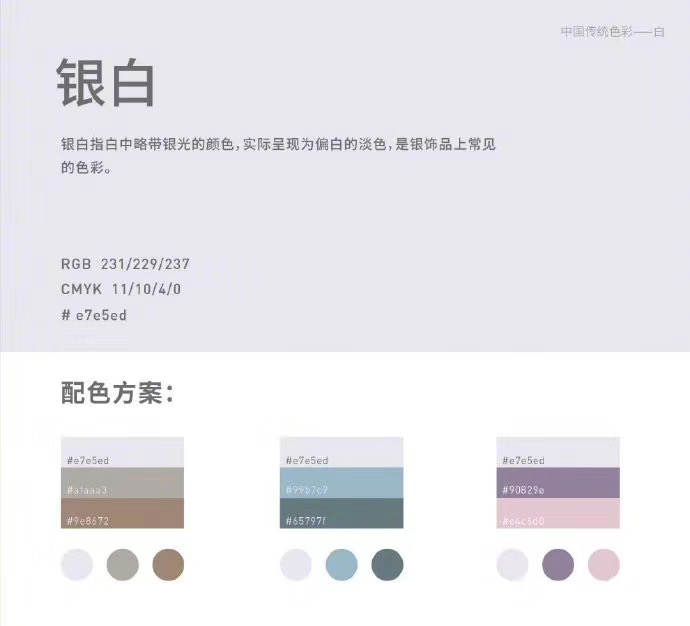 中国传统色彩——白
银白
银白指白中略带银光的颜色,实际呈现为偏白的淡色,是银饰品上常见
的色彩。
RGB 231/229/237
CMYK 11/10/4/0
# e7e5ed
配色方案:
#e7e5ed
#a1aaa3
#9e8672
#e7e5ed
#99b7c9
#65797f
#e7e5ed
#90829e